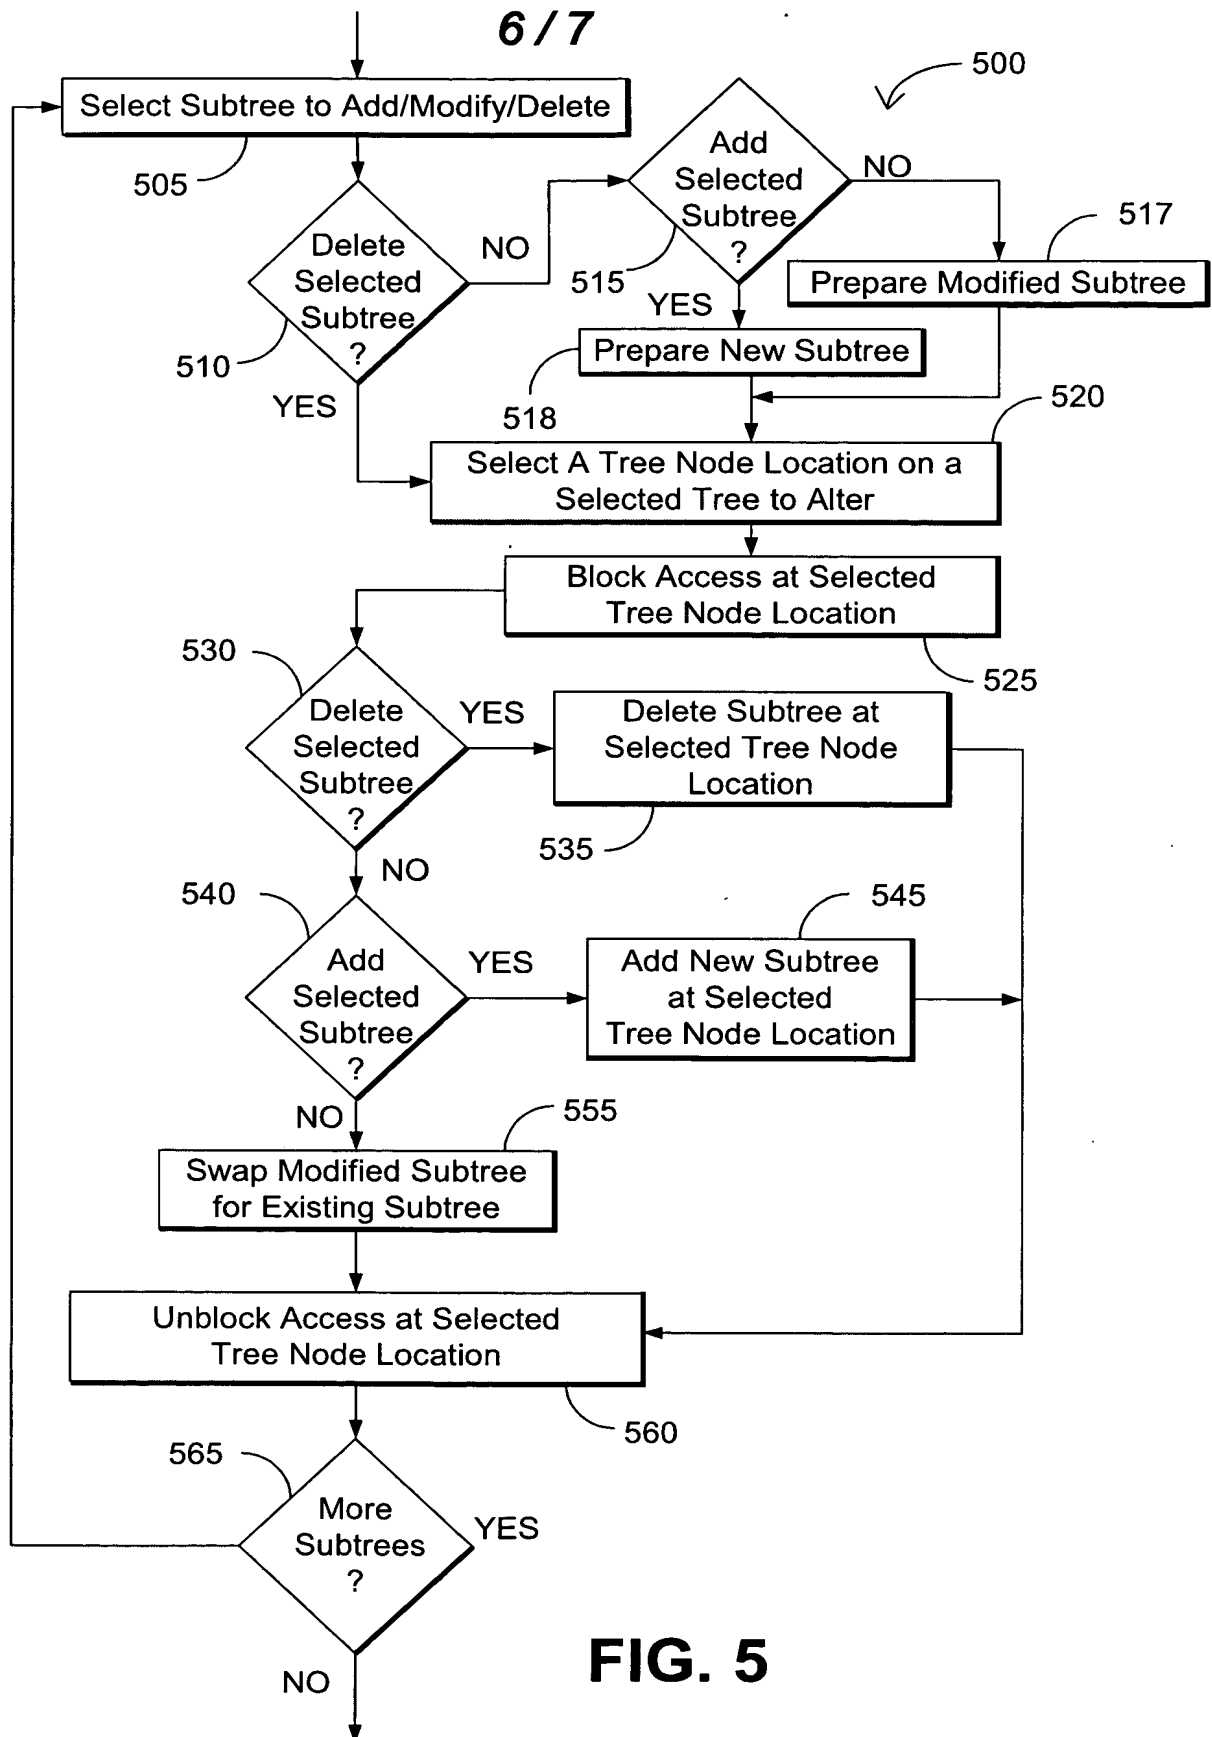 6 / 7
500
Select Subtree to Add/Modify/Delete
505
Add
Selected
Subtree
?
NO
515
YES
517
Prepare Modified Subtree
Delete
Selected
Subtree
?
NO
510
YES
Prepare New Subtree
518
520
Select A Tree Node Location on a
Selected Tree to Alter
Block Access at Selected
Tree Node Location
525
530
Delete
Selected
Subtree
?
YES
NO
Delete Subtree at
Selected Tree Node
Location
535
540
Add
Selected
Subtree
?
YES
NO
545
Add New Subtree
at Selected
Tree Node Location
555
Swap Modified Subtree
for Existing Subtree
Unblock Access at Selected
Tree Node Location
560
565
More
Subtrees
?
YES
NO
FIG. 5